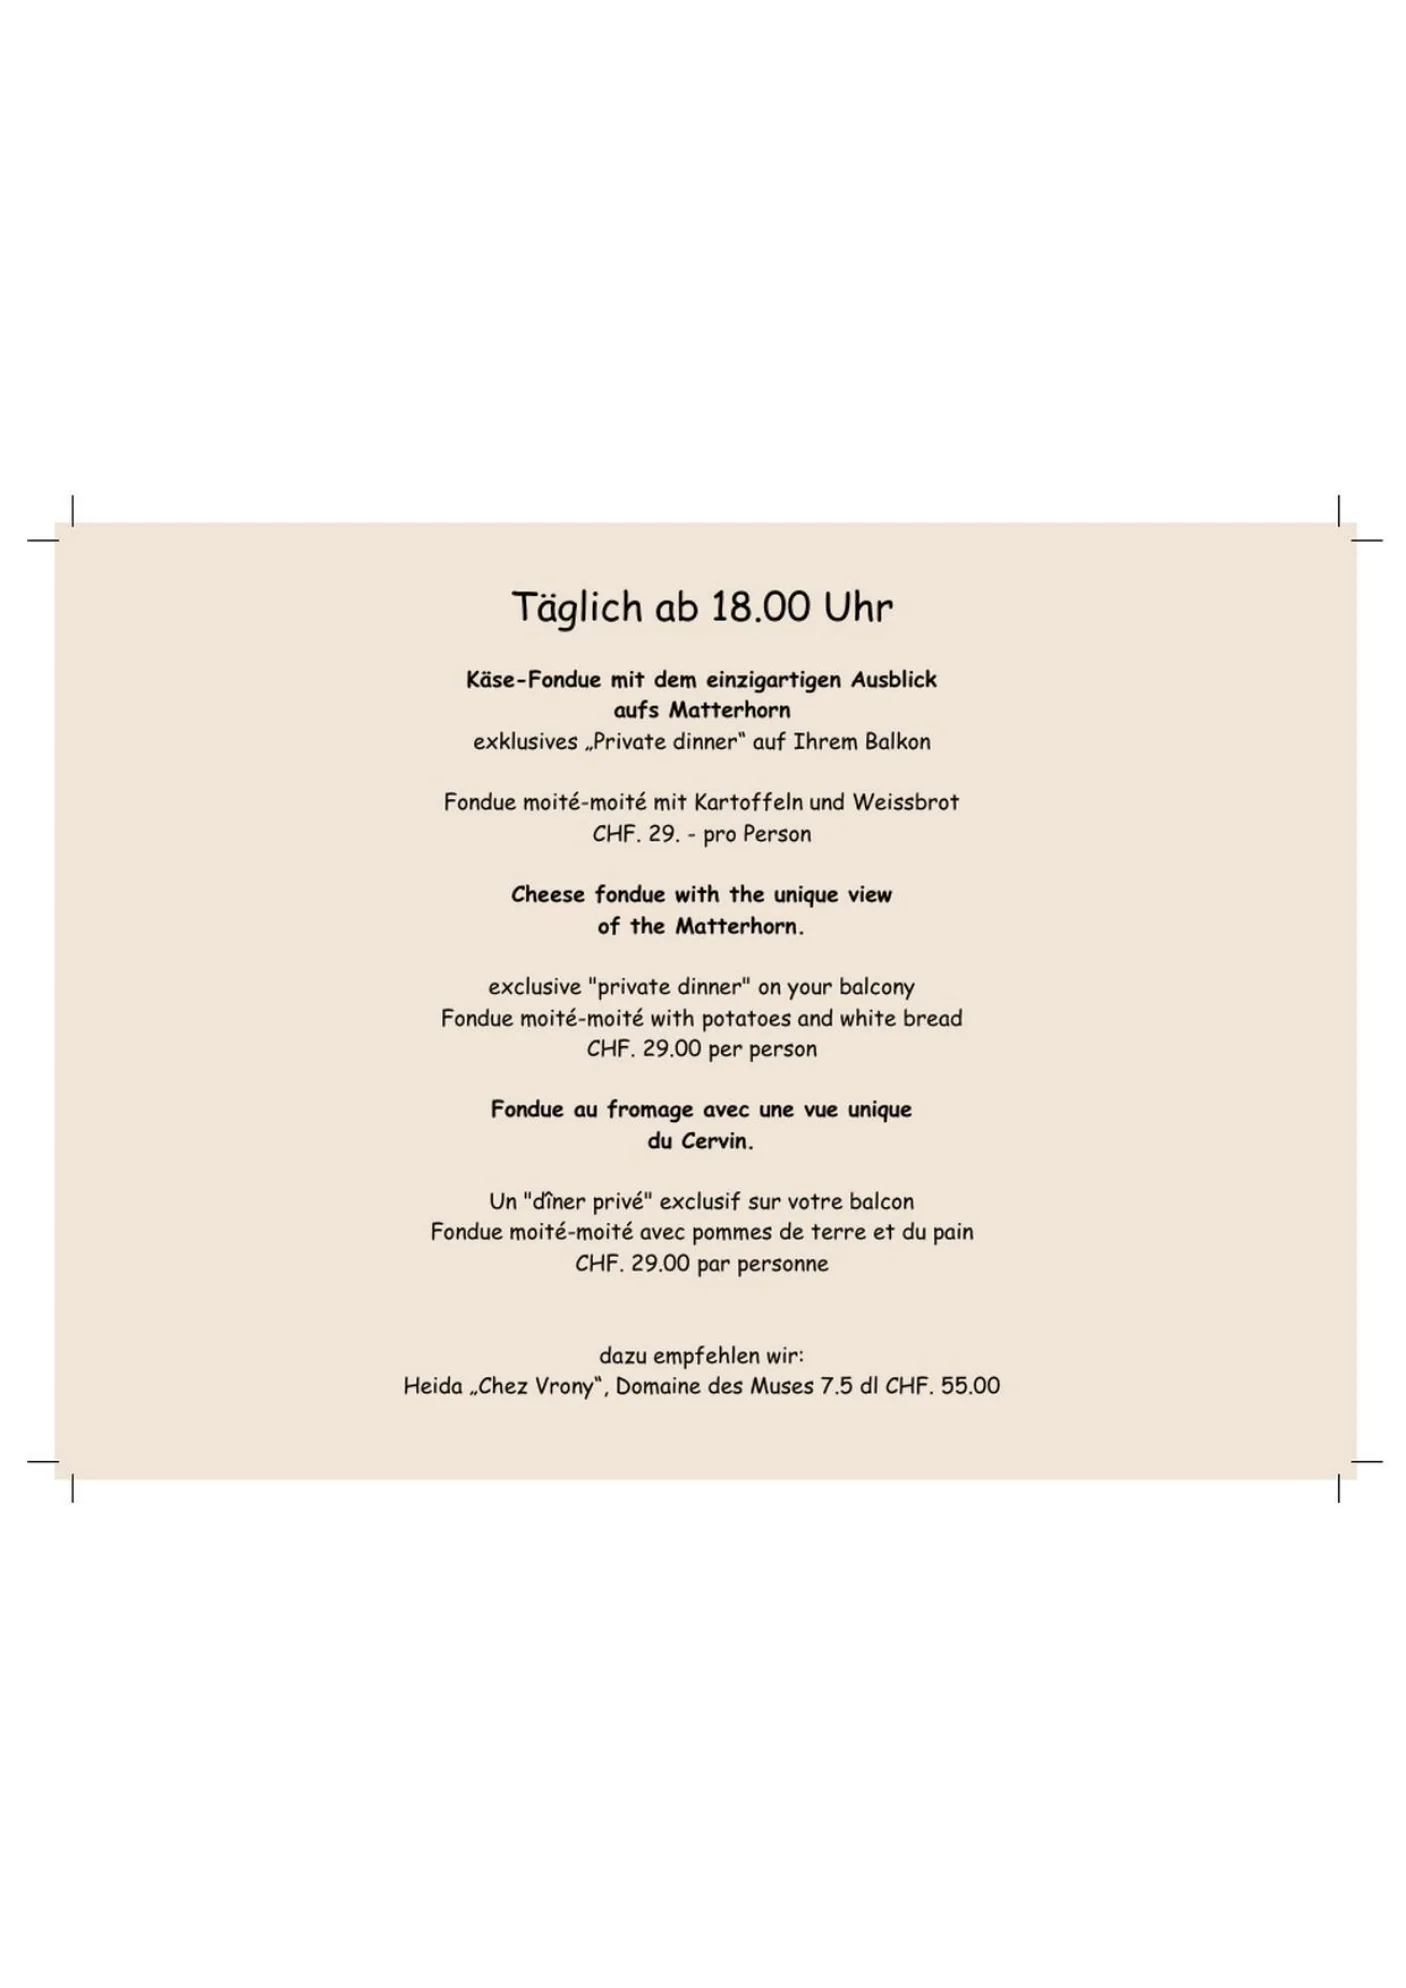 Täglich ab 18.00 Uhr
Käse-Fondue mit dem einzigartigen Ausblick
aufs Matterhorn
exklusives „Private dinner“ auf Ihrem Balkon
Fondue moité-moité mit Kartoffeln und Weissbrot
CHF. 29. - pro Person
Cheese fondue with the unique view
of the Matterhorn.
exclusive "private dinner" on your balcony
Fondue moité-moité with potatoes and white bread
CHF. 29.00 per person
Fondue au fromage avec une vue unique
du Cervin.
Un "dîner privé" exclusif sur votre balcon
Fondue moité-moité avec pommes de terre et du pain
CHF. 29.00 par personne
dazu empfehlen wir:
Heida „Chez Vrony“, Domaine des Muses 7.5 dl CHF. 55.00